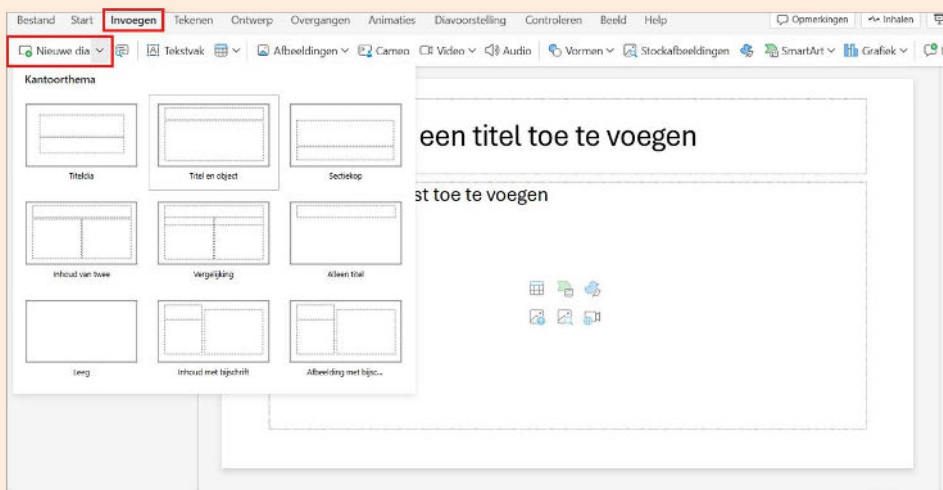 Bestand Start Invoegen Tekenen Ontwerp Overgangen Animaties Diavoorstelling Controleren Beeld Help Opmerkingen Inhalen
Nieuwe dia Tekstvak Afbeeldingen Cameo Video Audio Vormen Stockafbeeldingen SmartArt Grafiek
Kantoorthema
Titeldia Titel en object Sectiekop
Inhoud van twee Vergelijking Alleen titel
Leeg Inhoud met bijschrift Afbeelding met bijsc...
een titel toe te voegen
st toe te voegen